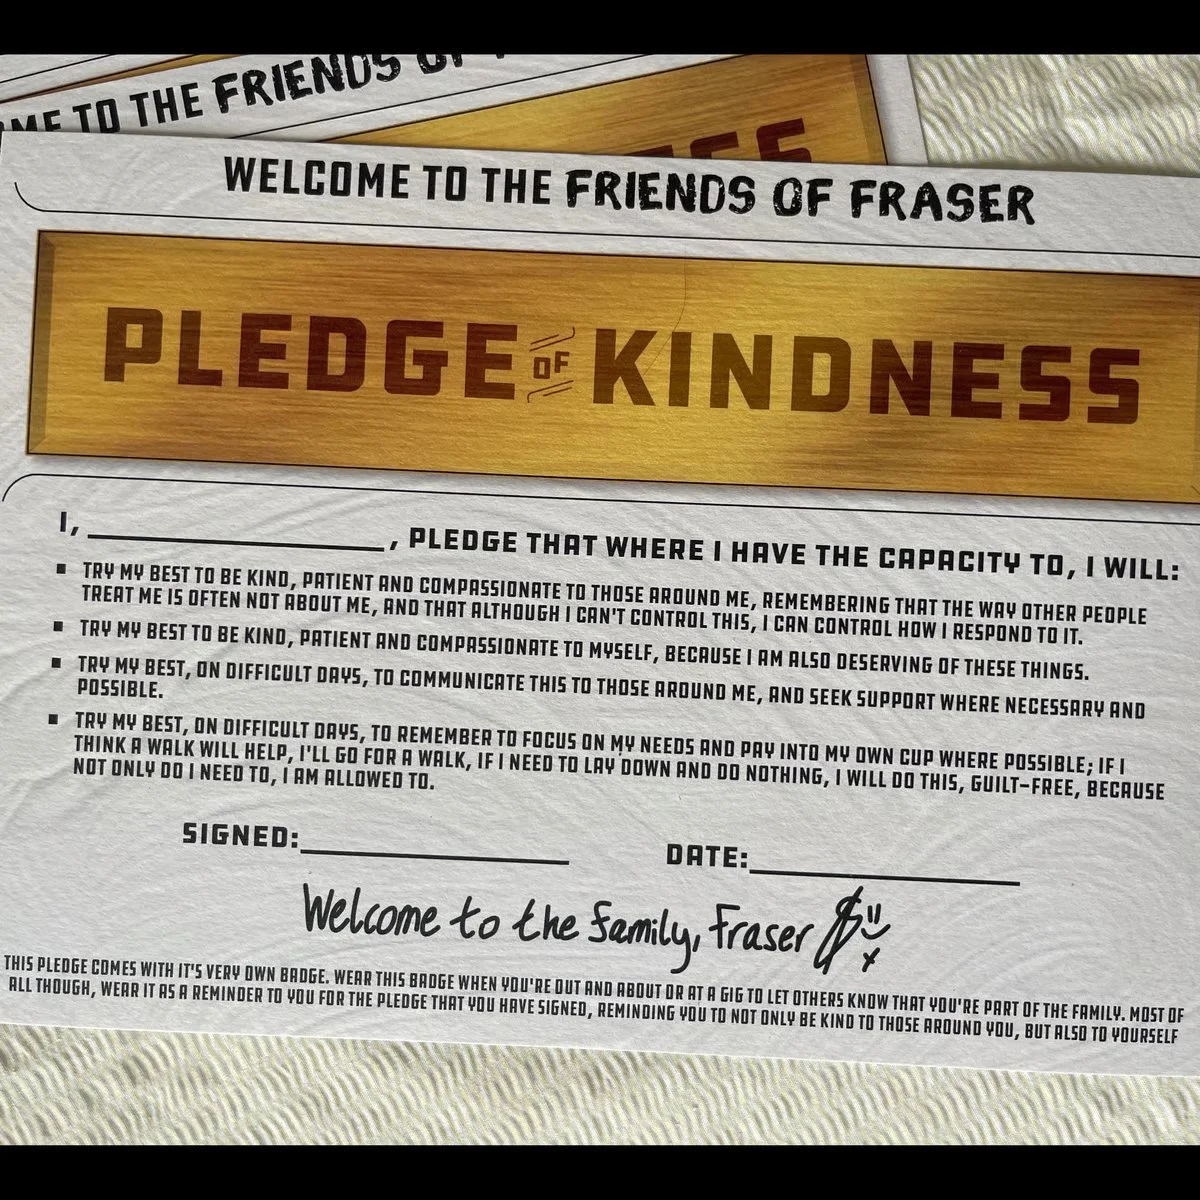 ME TO THE FRIENDS OF
ESS
WELCOME TO THE FRIENDS OF FRASER
PLEDGE OF KINDNESS
I, ____________, PLEDGE THAT WHERE I HAVE THE CAPACITY TO, I WILL:
▪ TRY MY BEST TO BE KIND, PATIENT AND COMPASSIONATE TO THOSE AROUND ME, REMEMBERING THAT THE WAY OTHER PEOPLE
TREAT ME IS OFTEN NOT ABOUT ME, AND THAT ALTHOUGH I CAN'T CONTROL THIS, I CAN CONTROL HOW I RESPOND TO IT.
▪ TRY MY BEST TO BE KIND, PATIENT AND COMPASSIONATE TO MYSELF, BECAUSE I AM ALSO DESERVING OF THESE THINGS.
▪ TRY MY BEST, ON DIFFICULT DAYS, TO COMMUNICATE THIS TO THOSE AROUND ME, AND SEEK SUPPORT WHERE NECESSARY AND
POSSIBLE.
▪ TRY MY BEST, ON DIFFICULT DAYS, TO REMEMBER TO FOCUS ON MY NEEDS AND PAY INTO MY OWN CUP WHERE POSSIBLE; IF I
THINK A WALK WILL HELP, I'LL GO FOR A WALK, IF I NEED TO LAY DOWN AND DO NOTHING, I WILL DO THIS, GUILT-FREE, BECAUSE
NOT ONLY DO I NEED TO, I AM ALLOWED TO.
SIGNED:____________ DATE:____________
Welcome to the family, Fraser x
THIS PLEDGE COMES WITH IT'S VERY OWN BADGE. WEAR THIS BADGE WHEN YOU'RE OUT AND ABOUT OR AT A GIG TO LET OTHERS KNOW THAT YOU'RE PART OF THE FAMILY. MOST OF
ALL THOUGH, WEAR IT AS A REMINDER TO YOU FOR THE PLEDGE THAT YOU HAVE SIGNED, REMINDING YOU TO NOT ONLY BE KIND TO THOSE AROUND YOU, BUT ALSO TO YOURSELF